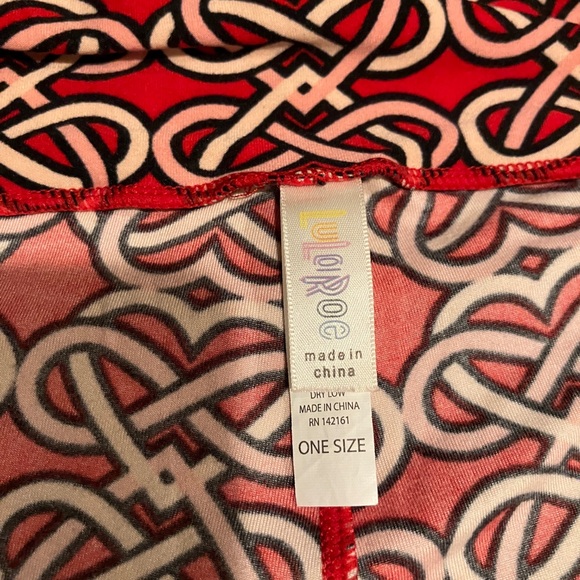 LuLaRoe
made in
china
DRY LOW
MADE IN CHINA
RN 142161
ONE SIZE